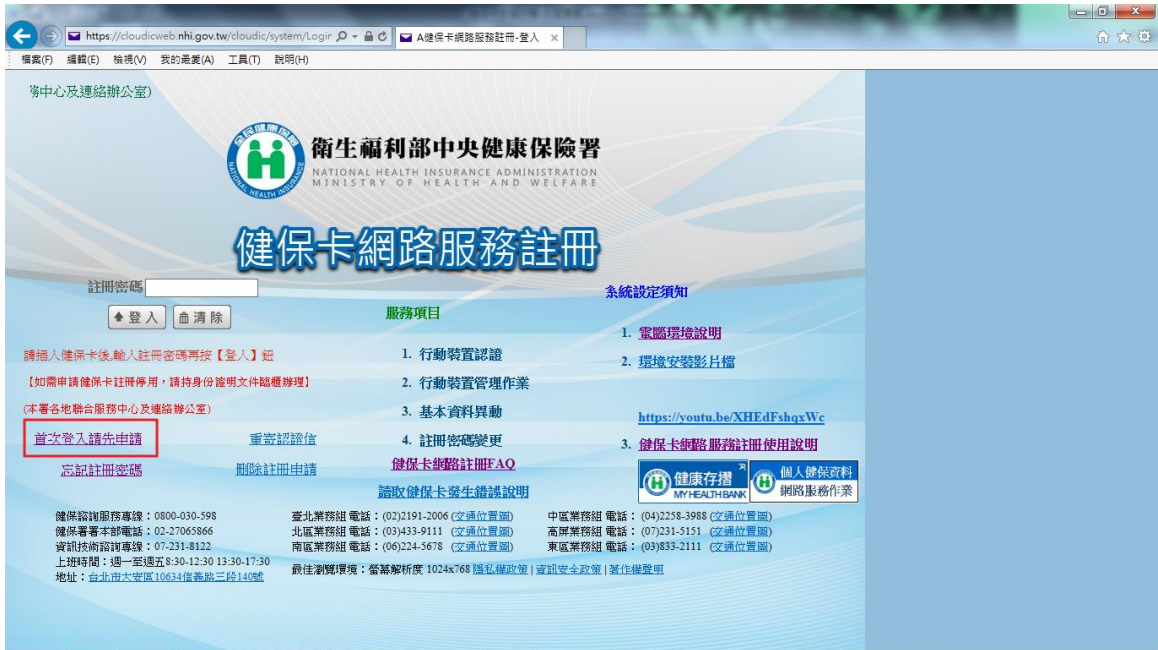 https://cloudicweb.nhi.gov.tw/cloudic/system/Login
A健保卡網路服務註冊-登入
檔案(F) 編輯(E) 檢視(V) 我的最愛(A) 工具(T) 說明(H)
中心及連絡辦公室)
全民健康保險
NATIONAL HEALTH INSURANCE
衛生福利部中央健康保險署
NATIONAL HEALTH INSURANCE ADMINISTRATION
MINISTRY OF HEALTH AND WELFARE
健保卡網路服務註冊
註冊密碼
登入 清除
請插入健保卡後,輸入註冊密碼再按【登入】鈕
【如需申請健保卡註冊停用，請持身份證明文件臨櫃辦理】
(本署各地聯合服務中心及連絡辦公室)
首次登入請先申請 重寄認證信
忘記註冊密碼 刪除註冊申請
服務項目
1. 行動裝置認證
2. 行動裝置管理作業
3. 基本資料異動
4. 註冊密碼變更
健保卡網路註冊FAQ
讀取健保卡發生錯誤說明
系統設定須知
1. 電腦環境說明
2. 環境安裝影片檔
https://youtu.be/XHEdFshqxWc
3. 健保卡網路服務註冊使用說明
健康存摺
MY HEALTH BANK
個人健保資料
網路服務作業
健保諮詢服務專線：0800-030-598
健保署署本部電話：02-27065866
資訊技術諮詢專線：07-231-8122
上班時間：週一至週五8:30-12:30 13:30-17:30
地址：台北市大安區10634信義路三段140號
臺北業務組 電話：(02)2191-2006 (交通位置圖) 中區業務組 電話：(04)2258-3988 (交通位置圖)
北區業務組 電話：(03)433-9111 (交通位置圖) 高屏業務組 電話：(07)231-5151 (交通位置圖)
南區業務組 電話：(06)224-5678 (交通位置圖) 東區業務組 電話：(03)833-2111 (交通位置圖)
最佳瀏覽環境：螢幕解析度 1024x768 隱私權政策 | 資訊安全政策 | 著作權聲明